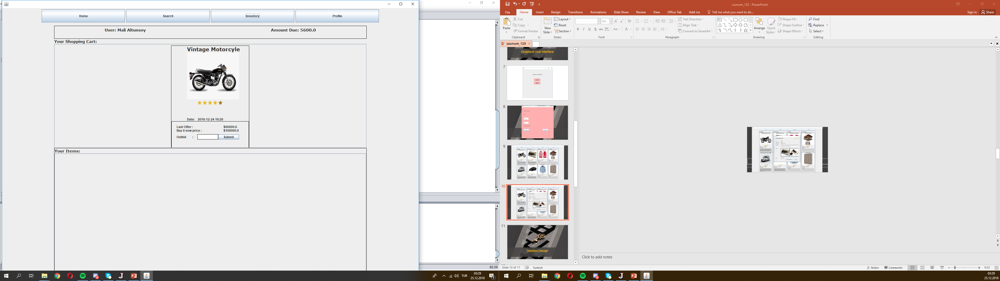 Home Search Inventory Profile
User: Mali Altunsoy Amount Due: 5600.0
Your Shopping Cart:
Vintage Motorcyle
Date: 2018-12-24 16:20
Last Offer : $60000.0
Buy it now price : $100000.0
Outbid : Submit
Your Items:
82:29
TUR
03:29
25.12.2018
csunum_123 - PowerPoint
File Home Insert Design Transitions Animations Slide Show Review View Office Tab Add-ins Tell me what you want to do... Sign in Share
Paste
Cut
Copy
Format Painter
Clipboard
New
Slide
Layout
Reset
Section
Slides
14+
B I U S abc AV Aa A
Font
Text Direction
Align Text
Convert to SmartArt
Paragraph
Arrange
Quick
Styles
Shape Fill
Shape Outline
Shape Effects
Drawing
Find
Replace
Select
Editing
csunum_123
Graphical User Interface
7
8
9
10
11
Detailed Design
Click to add notes
Slide 10 of 17 Turkish Notes Comments %33
03:29
25.12.2018